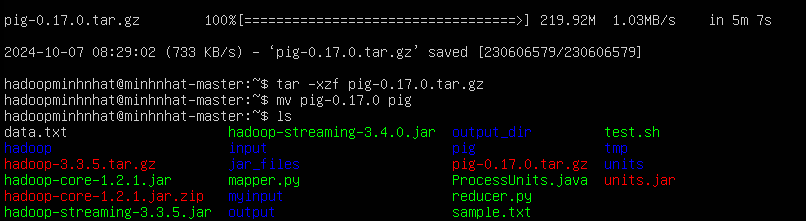 pig-0.17.0.tar.gz 100%[==================================>] 219.92M 1.03MB/s in 5m 7s
2024-10-07 08:29:02 (733 KB/s) – ‘pig-0.17.0.tar.gz’ saved [230606579/230606579]
hadoopminhnhat@minhnhat-master:~$ tar -xzf pig-0.17.0.tar.gz
hadoopminhnhat@minhnhat-master:~$ mv pig-0.17.0 pig
hadoopminhnhat@minhnhat-master:~$ ls
data.txt hadoop-streaming-3.4.0.jar output_dir test.sh
hadoop input pig tmp
hadoop-3.3.5.tar.gz jar_files pig-0.17.0.tar.gz units
hadoop-core-1.2.1.jar mapper.py ProcessUnits.java units.jar
hadoop-core-1.2.1.jar.zip myinput reducer.py
hadoop-streaming-3.3.5.jar output sample.txt